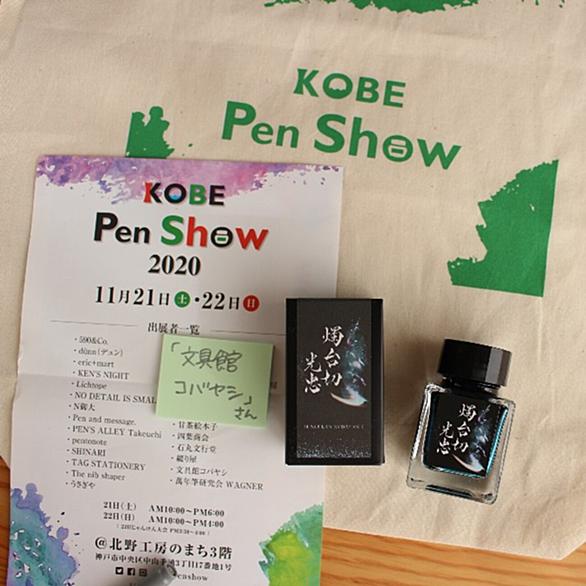 KOBE
Pen Show
KOBE
Pen Show
2020
11月21日土・22日日
出展者一覧
・590&Co.
・dünn(デュン)
・eric+mart
・KEN'S NIGHT
・Lichtope
・NO DETAIL IS SMALL
・N御大
・Pen and message.
・PEN'S ALLEY Takeuchi
・pentonote
・SHINARI
・TAG STATIONERY
・The nib shaper
・うさぎや
・甘茶絵本子
・四葉商会
・石丸文行堂
・綴り屋
・文具館コバヤシ
・萬年筆研究会 WAGNER
「文具館
コバヤシ」
さん
21日(土) AM10:00～PM6:00
22日(日) AM10:00～PM4:00
@北野工房のまち3階
神戸市中央区中山手通3丁目17番地1号
燭台切
光忠
燭台切
光忠